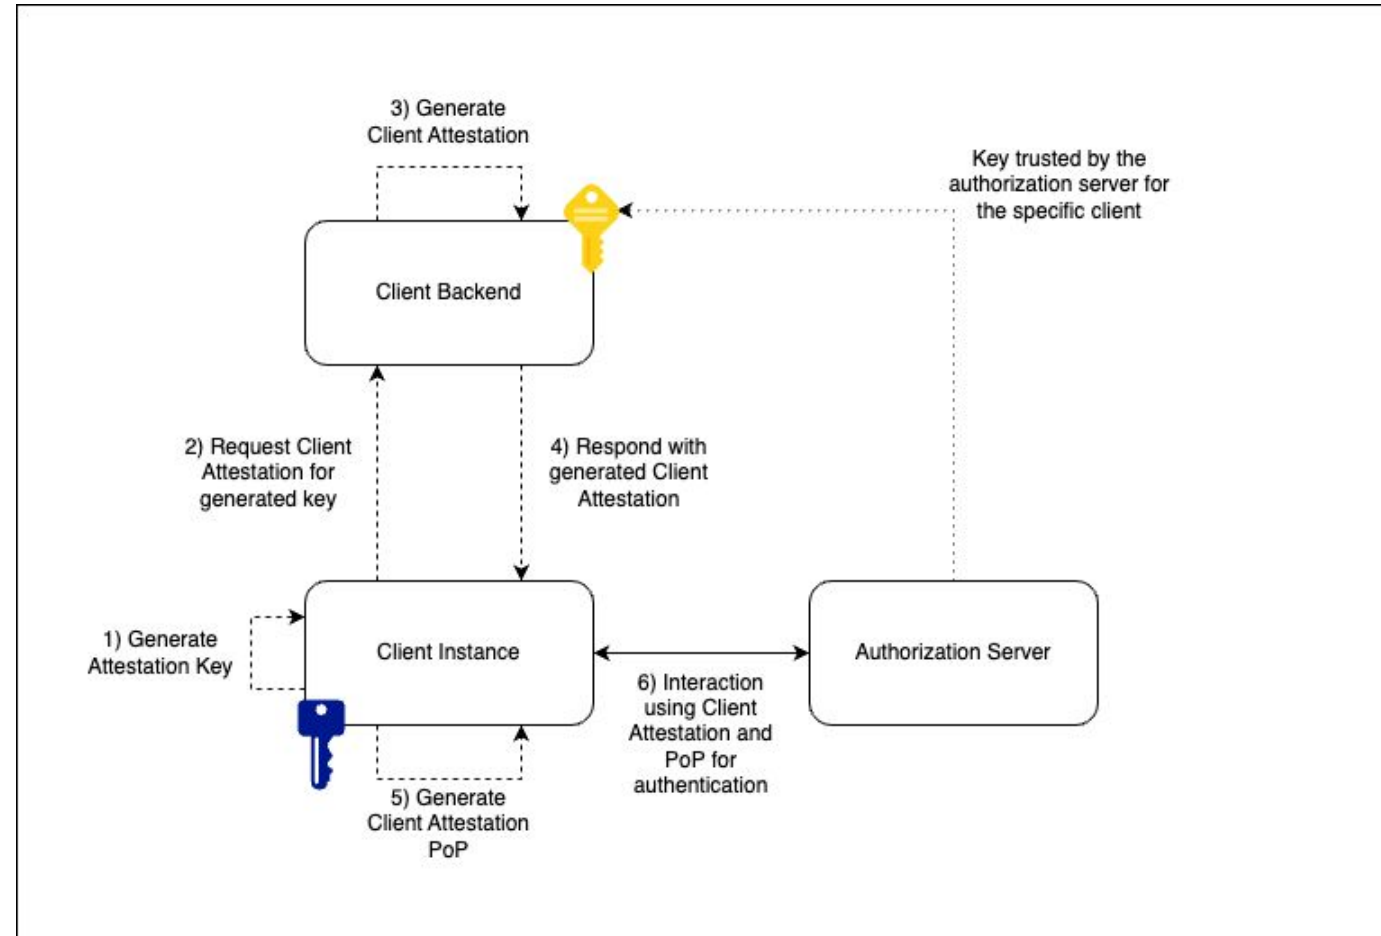 3) Generate
Client Attestation
Key trusted by the
authorization server for
the specific client
Client Backend
2) Request Client
Attestation for
generated key
4) Respond with
generated Client
Attestation
1) Generate
Attestation Key
Client Instance
Authorization Server
6) Interaction
using Client
Attestation and
PoP for
authentication
5) Generate
Client Attestation
PoP